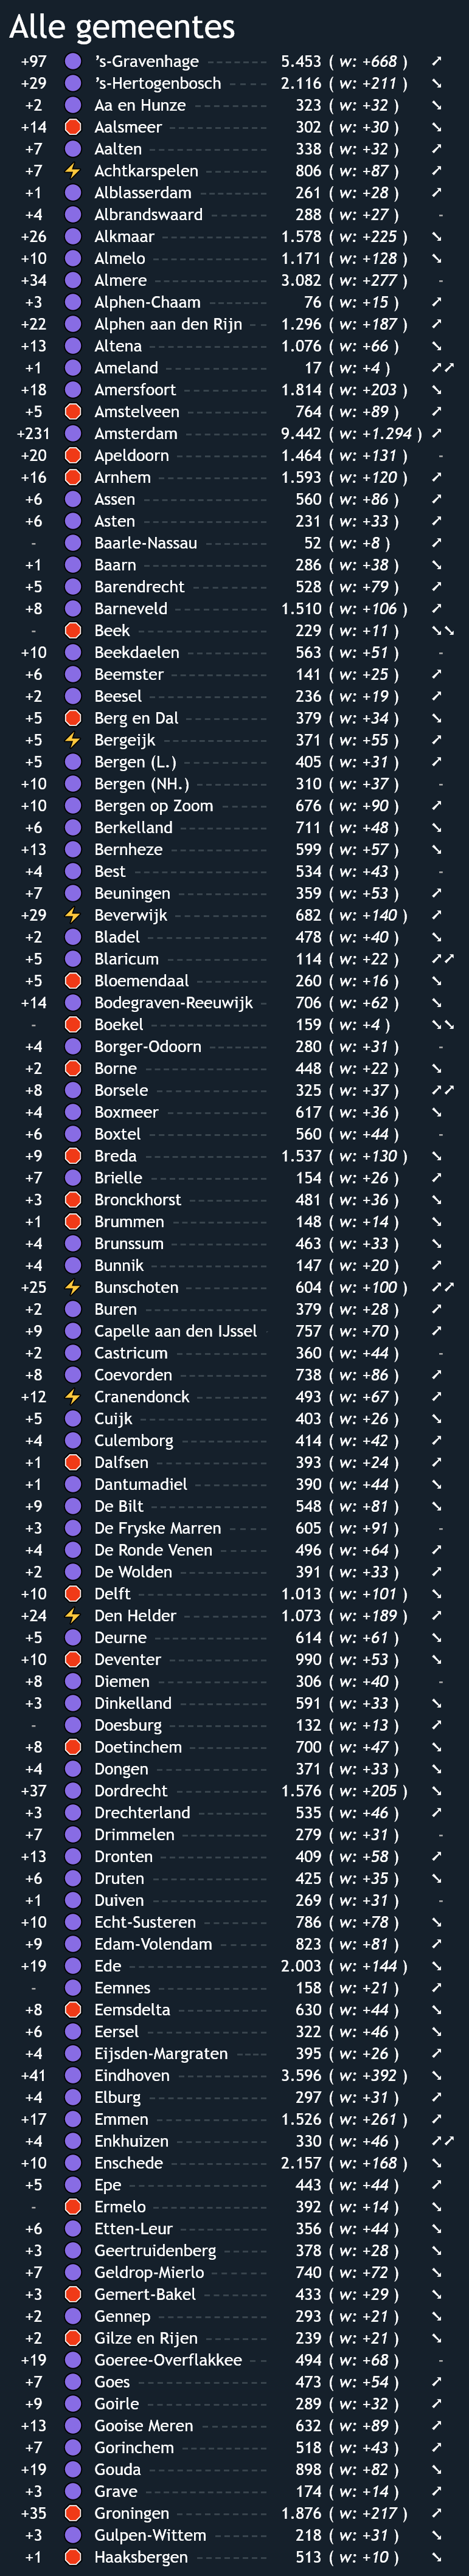 Alle gemeentes
+97 's-Gravenhage 5.453 ( w: +668 )
+29 's-Hertogenbosch 2.116 ( w: +211 )
+2 Aa en Hunze 323 ( w: +32 )
+14 Aalsmeer 302 ( w: +30 )
+7 Aalten 338 ( w: +32 )
+7 Achtkarspelen 806 ( w: +87 )
+1 Alblasserdam 261 ( w: +28 )
+4 Albrandswaard 288 ( w: +27 ) -
+26 Alkmaar 1.578 ( w: +225 )
+10 Almelo 1.171 ( w: +128 )
+34 Almere 3.082 ( w: +277 ) -
+3 Alphen-Chaam 76 ( w: +15 )
+22 Alphen aan den Rijn 1.296 ( w: +187 )
+13 Altena 1.076 ( w: +66 )
+1 Ameland 17 ( w: +4 )
+18 Amersfoort 1.814 ( w: +203 )
+5 Amstelveen 764 ( w: +89 )
+231 Amsterdam 9.442 ( w: +1.294 )
+20 Apeldoorn 1.464 ( w: +131 ) -
+16 Arnhem 1.593 ( w: +120 )
+6 Assen 560 ( w: +86 )
+6 Asten 231 ( w: +33 )
- Baarle-Nassau 52 ( w: +8 )
+1 Baarn 286 ( w: +38 )
+5 Barendrecht 528 ( w: +79 )
+8 Barneveld 1.510 ( w: +106 )
- Beek 229 ( w: +11 )
+10 Beekdaelen 563 ( w: +51 ) -
+6 Beemster 141 ( w: +25 )
+2 Beesel 236 ( w: +19 )
+5 Berg en Dal 379 ( w: +34 )
+5 Bergeijk 371 ( w: +55 )
+5 Bergen (L.) 405 ( w: +31 )
+10 Bergen (NH.) 310 ( w: +37 ) -
+10 Bergen op Zoom 676 ( w: +90 )
+6 Berkelland 711 ( w: +48 )
+13 Bernheze 599 ( w: +57 )
+4 Best 534 ( w: +43 ) -
+7 Beuningen 359 ( w: +53 )
+29 Beverwijk 682 ( w: +140 )
+2 Bladel 478 ( w: +40 )
+5 Blaricum 114 ( w: +22 )
+5 Bloemendaal 260 ( w: +16 )
+14 Bodegraven-Reeuwijk 706 ( w: +62 )
- Boekel 159 ( w: +4 )
+4 Borger-Odoorn 280 ( w: +31 ) -
+2 Borne 448 ( w: +22 )
+8 Borsele 325 ( w: +37 )
+4 Boxmeer 617 ( w: +36 )
+6 Boxtel 560 ( w: +44 ) -
+9 Breda 1.537 ( w: +130 )
+7 Brielle 154 ( w: +26 )
+3 Bronckhorst 481 ( w: +36 )
+1 Brummen 148 ( w: +14 )
+4 Brunssum 463 ( w: +33 )
+4 Bunnik 147 ( w: +20 )
+25 Bunschoten 604 ( w: +100 )
+2 Buren 379 ( w: +28 )
+9 Capelle aan den IJssel 757 ( w: +70 )
+2 Castricum 360 ( w: +44 ) -
+8 Coevorden 738 ( w: +86 )
+12 Cranendonck 493 ( w: +67 )
+5 Cuijk 403 ( w: +26 )
+4 Culemborg 414 ( w: +42 )
+1 Dalfsen 393 ( w: +24 )
+1 Dantumadiel 390 ( w: +44 )
+9 De Bilt 548 ( w: +81 )
+3 De Fryske Marren 605 ( w: +91 ) -
+4 De Ronde Venen 496 ( w: +64 )
+2 De Wolden 391 ( w: +33 )
+10 Delft 1.013 ( w: +101 )
+24 Den Helder 1.073 ( w: +189 )
+5 Deurne 614 ( w: +61 )
+10 Deventer 990 ( w: +53 )
+8 Diemen 306 ( w: +40 ) -
+3 Dinkelland 591 ( w: +33 )
- Doesburg 132 ( w: +13 )
+8 Doetinchem 700 ( w: +47 )
+4 Dongen 371 ( w: +33 )
+37 Dordrecht 1.576 ( w: +205 )
+3 Drechterland 535 ( w: +46 )
+7 Drimmelen 279 ( w: +31 ) -
+13 Dronten 409 ( w: +58 )
+6 Druten 425 ( w: +35 )
+1 Duiven 269 ( w: +31 ) -
+10 Echt-Susteren 786 ( w: +78 )
+9 Edam-Volendam 823 ( w: +81 )
+19 Ede 2.003 ( w: +144 )
- Eemnes 158 ( w: +21 )
+8 Eemsdelta 630 ( w: +44 )
+6 Eersel 322 ( w: +46 )
+4 Eijsden-Margraten 395 ( w: +26 )
+41 Eindhoven 3.596 ( w: +392 )
+4 Elburg 297 ( w: +31 )
+17 Emmen 1.526 ( w: +261 )
+4 Enkhuizen 330 ( w: +46 )
+10 Enschede 2.157 ( w: +168 )
+5 Epe 443 ( w: +44 )
- Ermelo 392 ( w: +14 )
+6 Etten-Leur 356 ( w: +44 )
+3 Geertruidenberg 378 ( w: +28 )
+7 Geldrop-Mierlo 740 ( w: +72 )
+3 Gemert-Bakel 433 ( w: +29 )
+2 Gennep 293 ( w: +21 )
+2 Gilze en Rijen 239 ( w: +21 )
+19 Goeree-Overflakkee 494 ( w: +68 ) -
+7 Goes 473 ( w: +54 )
+9 Goirle 289 ( w: +32 )
+13 Gooise Meren 632 ( w: +89 )
+7 Gorinchem 518 ( w: +43 )
+19 Gouda 898 ( w: +82 )
+3 Grave 174 ( w: +14 )
+35 Groningen 1.876 ( w: +217 )
+3 Gulpen-Wittem 218 ( w: +31 )
+1 Haaksbergen 513 ( w: +10 )